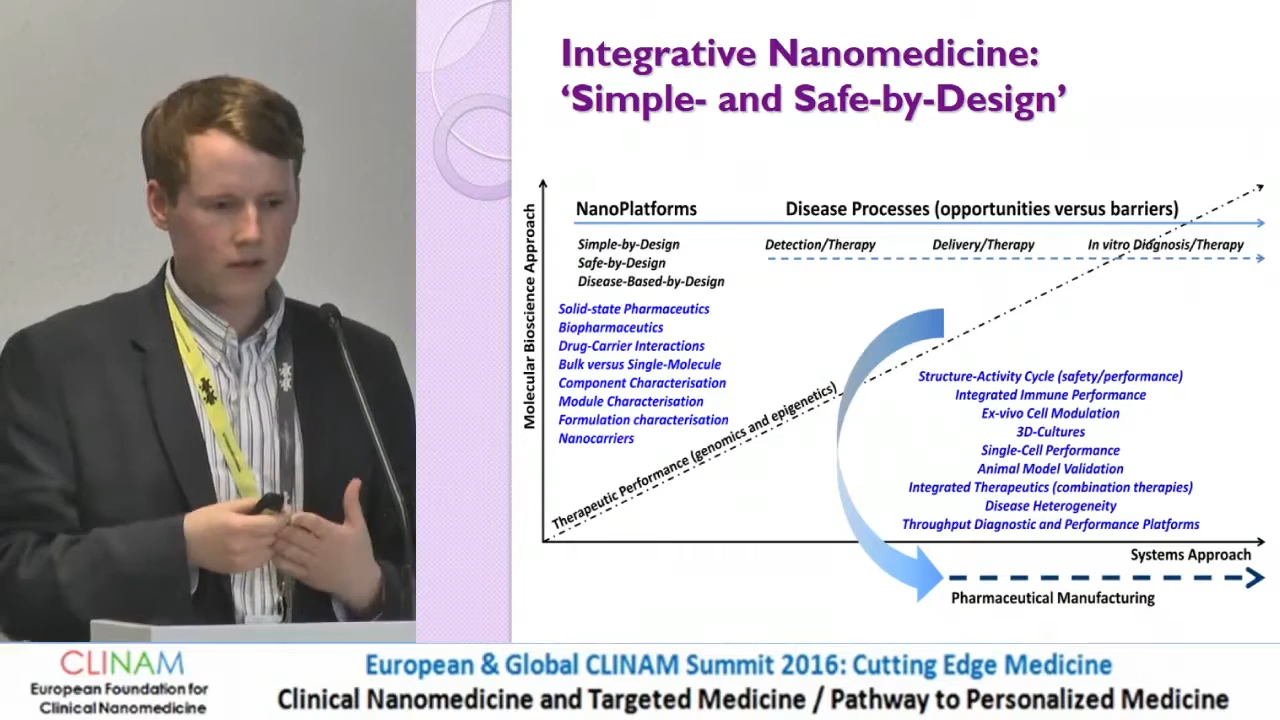 Integrative Nanomedicine:
‘Simple- and Safe-by-Design’
Molecular Bioscience Approach
NanoPlatforms
Disease Processes (opportunities versus barriers)
Simple-by-Design
Safe-by-Design
Disease-Based-by-Design
Detection/Therapy
Delivery/Therapy
In vitro Diagnosis/Therapy
Solid-state Pharmaceutics
Biopharmaceutics
Drug-Carrier Interactions
Bulk versus Single-Molecule
Component Characterisation
Module Characterisation
Formulation characterisation
Nanocarriers
Therapeutic Performance (genomics and epigenetics)
Structure-Activity Cycle (safety/performance)
Integrated Immune Performance
Ex-vivo Cell Modulation
3D-Cultures
Single-Cell Performance
Animal Model Validation
Integrated Therapeutics (combination therapies)
Disease Heterogeneity
Throughput Diagnostic and Performance Platforms
Systems Approach
Pharmaceutical Manufacturing
CLINAM
European Foundation for
Clinical Nanomedicine
European & Global CLINAM Summit 2016: Cutting Edge Medicine
Clinical Nanomedicine and Targeted Medicine / Pathway to Personalized Medicine